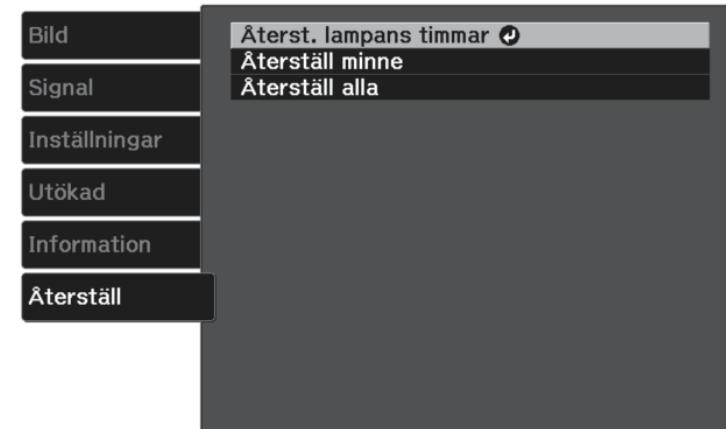 Bild
Signal
Inställningar
Utökad
Information
Återställ
Återst. lampans timmar
Återställ minne
Återställ alla